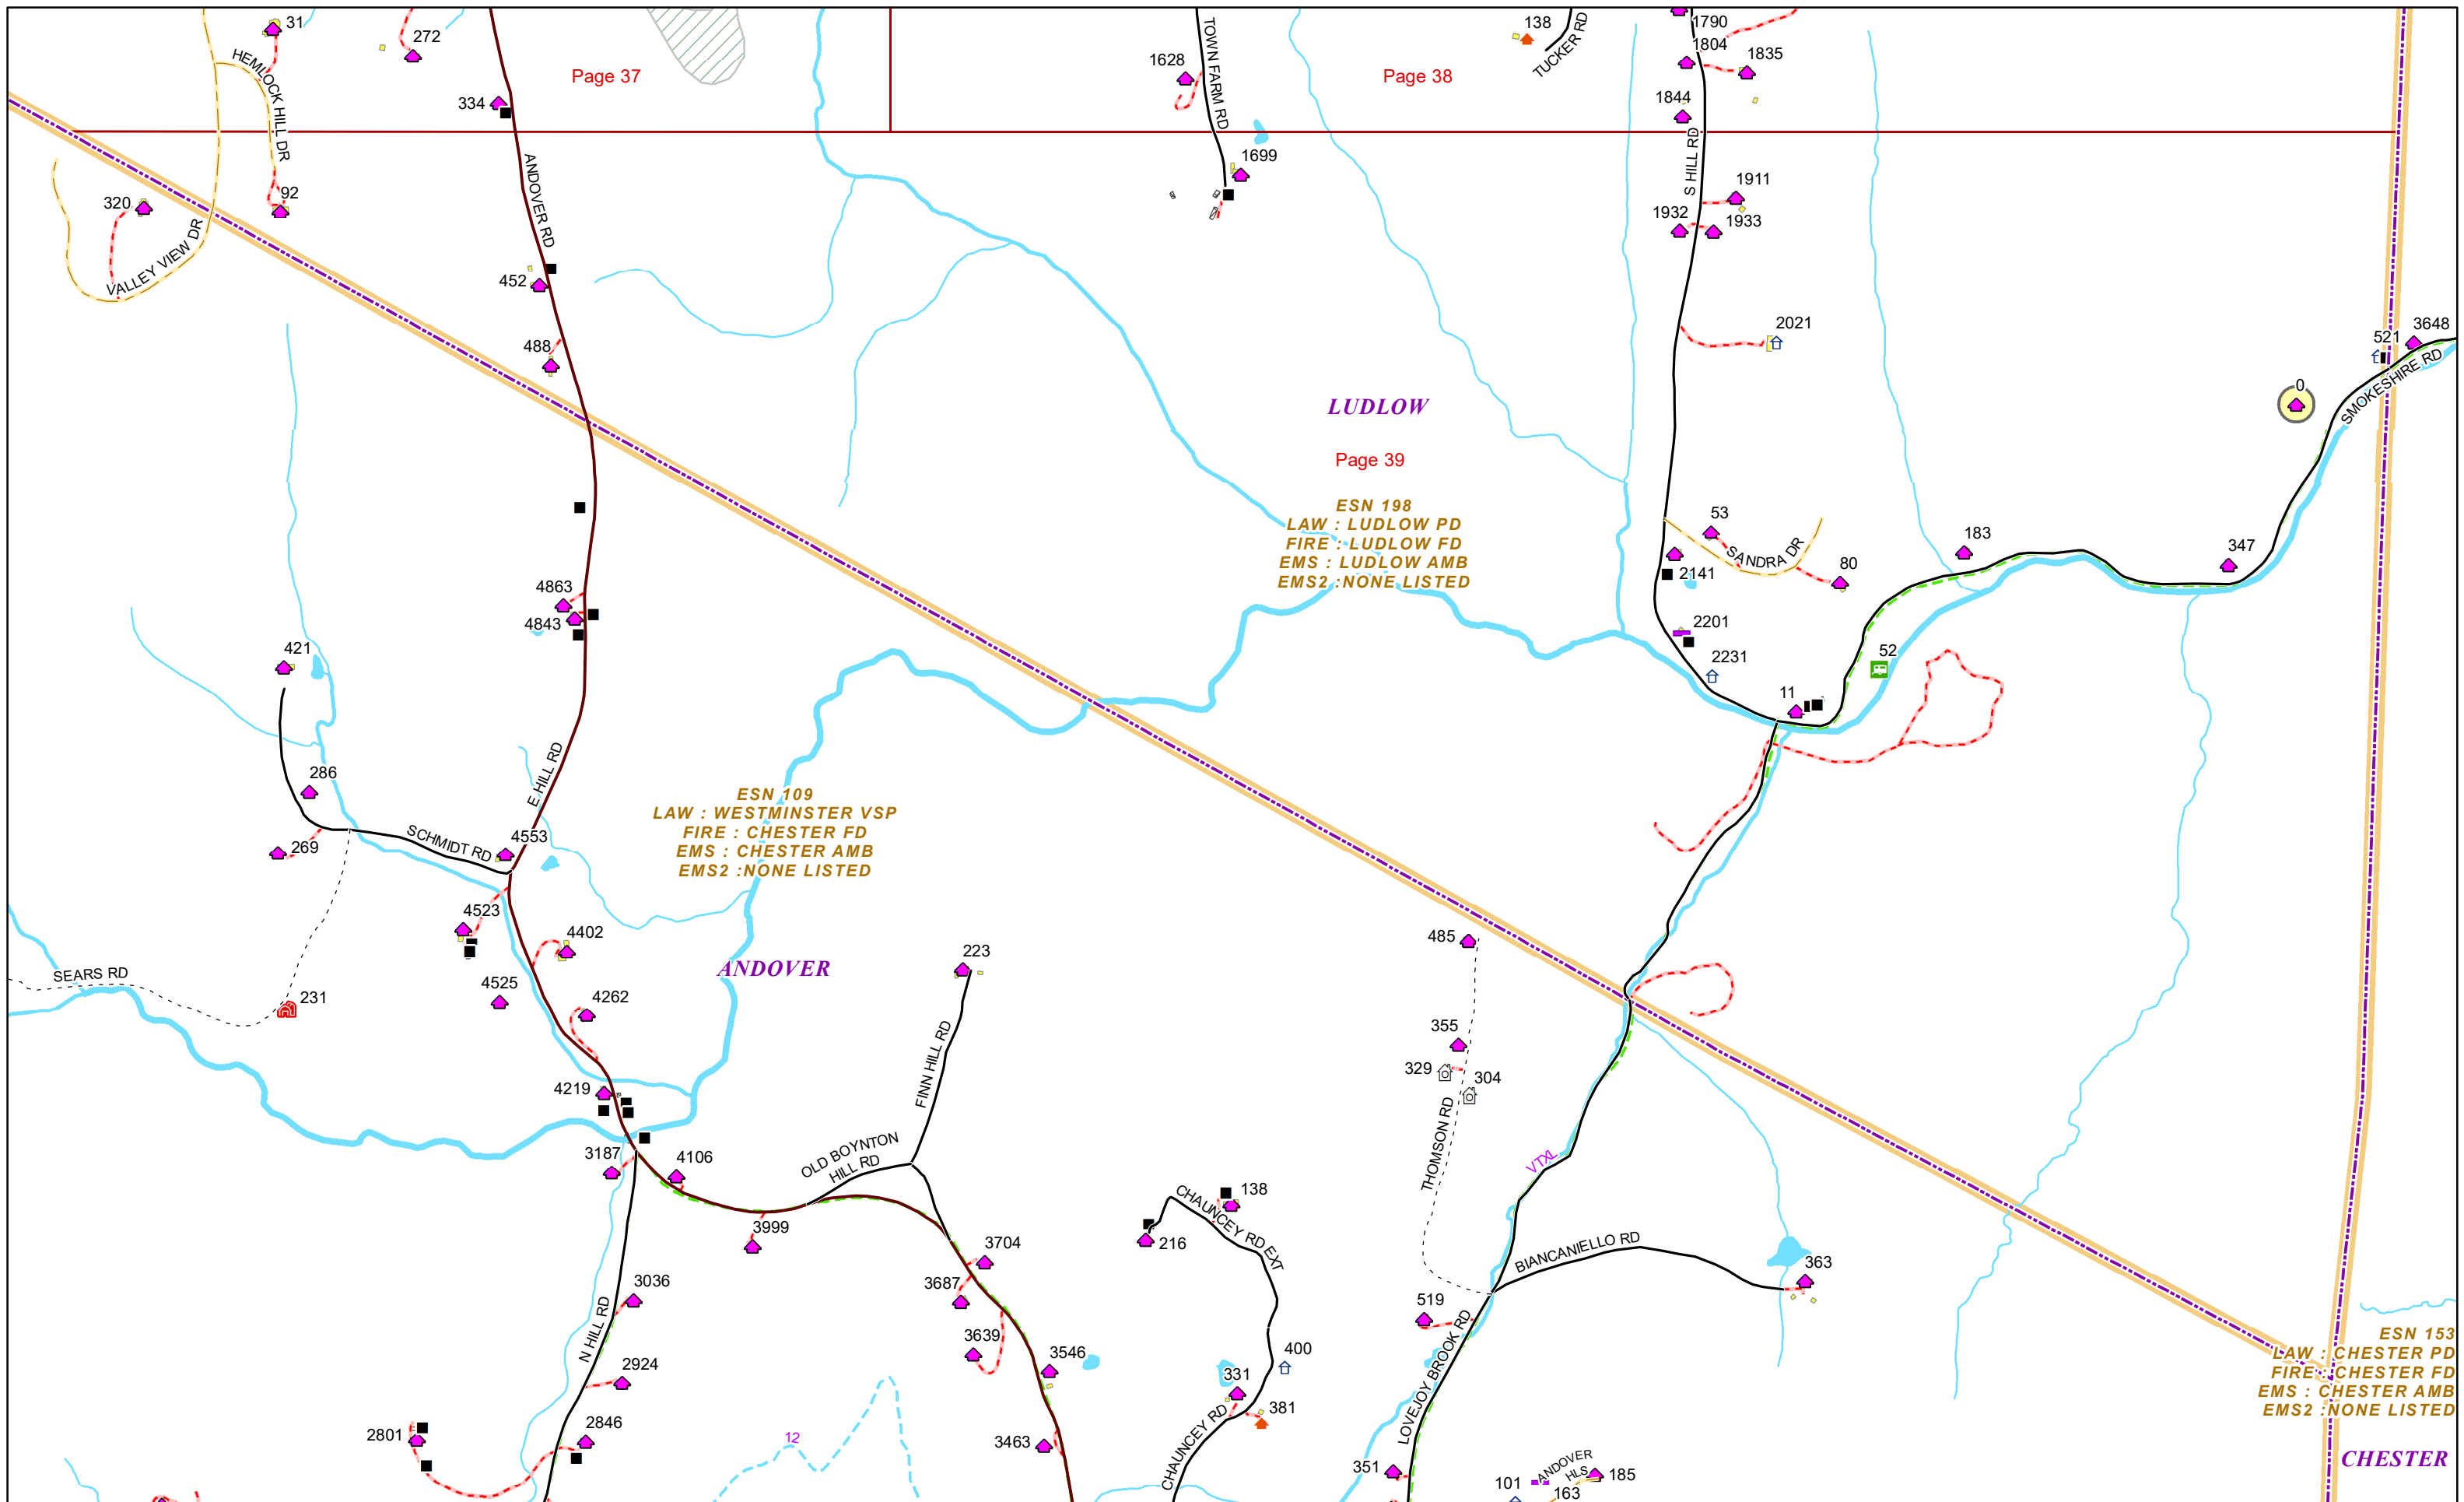 31
272
HEMLOCK HILL DR
334
Page 37
1628
TOWN FARM RD
Page 38
138
TUCKER RD
1790
1804
1835
1844
S HILL RD
320
92
VALLEY VIEW DR
ANDOVER RD
1699
1911
1932
1933
452
488
2021
521
3648
SMOKESHIRE RD
0
LUDLOW
Page 39
ESN 198
LAW : LUDLOW PD
FIRE : LUDLOW FD
EMS : LUDLOW AMB
EMS2 :NONE LISTED
53
SANDRA DR
80
183
347
2141
2201
2231
52
11
4863
4843
421
286
269
SCHMIDT RD
E HILL RD
4553
ESN 109
LAW : WESTMINSTER VSP
FIRE : CHESTER FD
EMS : CHESTER AMB
EMS2 :NONE LISTED
4523
4402
4525
4262
SEARS RD
231
ANDOVER
223
FINN HILL RD
485
355
329
304
THOMSON RD
4219
3187
4106
OLD BOYNTON
HILL RD
VTXL
3999
138
CHAUNCEY RD EXT
216
3704
3687
BIANCANIELLO RD
363
3036
N HILL RD
3639
3546
519
LOVEJOY BROOK RD
400
331
381
CHAUNCEY RD
2924
2846
2801
12
3463
351
101
ANDOVER
HLS
185
163
ESN 153
LAW : CHESTER PD
FIRE : CHESTER FD
EMS : CHESTER AMB
EMS2 :NONE LISTED
CHESTER